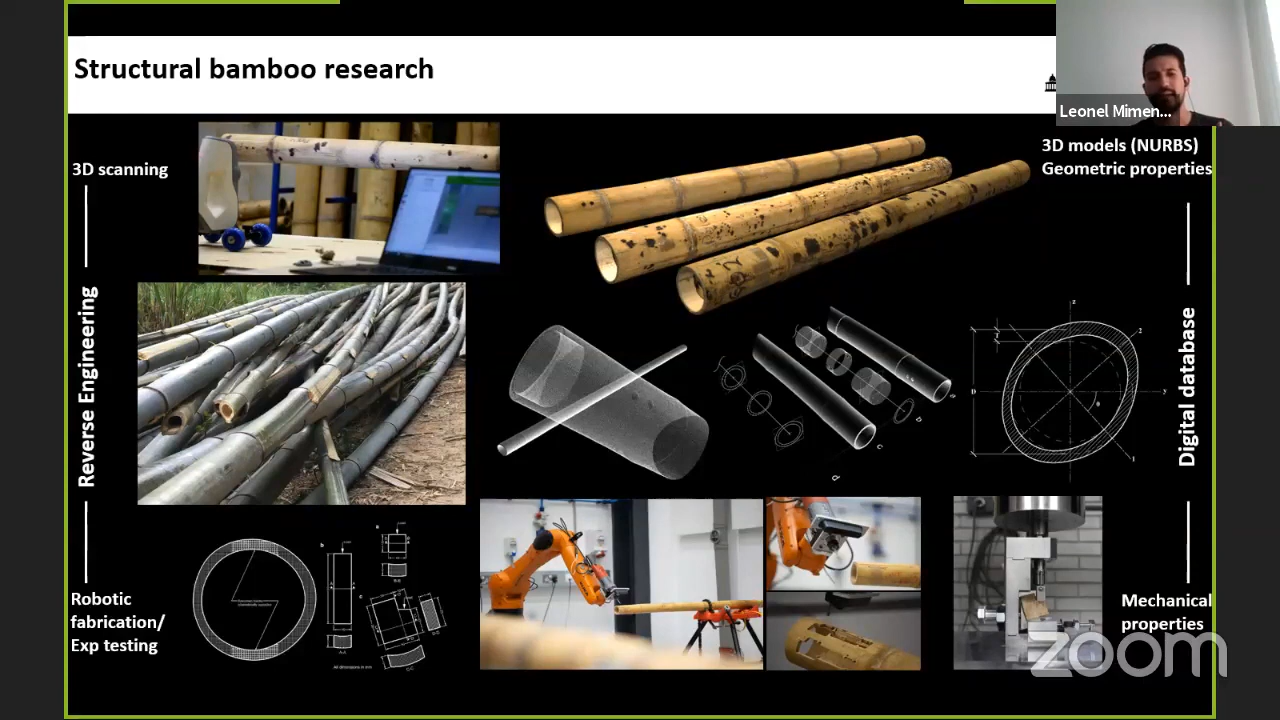 Structural bamboo research
Leonel Mimen...
3D scanning
3D models (NURBS)
Geometric properties
Reverse Engineering
Digital database
Robotic
fabrication/
Exp testing
Mechanical
properties
zoom